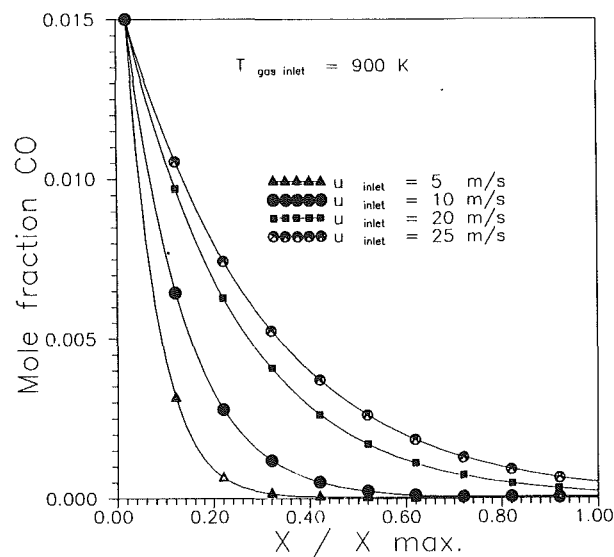 0.015
0.010
0.005
0.000
Mole fraction CO
T gas inlet = 900 K
u inlet = 5 m/s
u inlet = 10 m/s
u inlet = 20 m/s
u inlet = 25 m/s
0.00 0.20 0.40 0.60 0.80 1.00
X / X max.